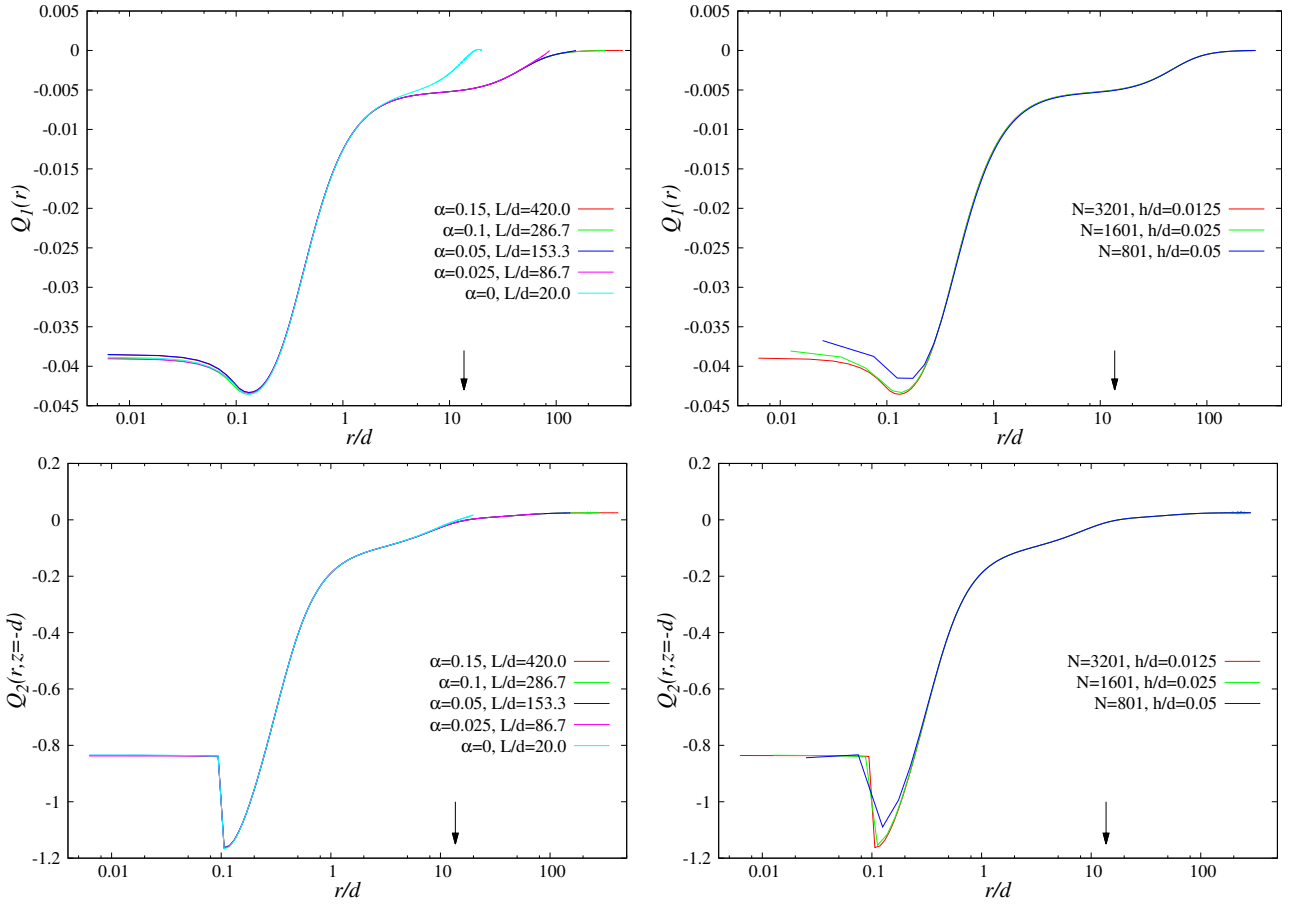 0.005
0
-0.005
-0.01
-0.015
-0.02
-0.025
-0.03
-0.035
-0.04
-0.045
Q1(r)
α=0.15, L/d=420.0
α=0.1, L/d=286.7
α=0.05, L/d=153.3
α=0.025, L/d=86.7
α=0, L/d=20.0
0.01 0.1 1 10 100
r/d
0.005
0
-0.005
-0.01
-0.015
-0.02
-0.025
-0.03
-0.035
-0.04
-0.045
Q1(r)
N=3201, h/d=0.0125
N=1601, h/d=0.025
N=801, h/d=0.05
0.01 0.1 1 10 100
r/d
0.2
0
-0.2
-0.4
-0.6
-0.8
-1
-1.2
Q2(r,z=-d)
α=0.15, L/d=420.0
α=0.1, L/d=286.7
α=0.05, L/d=153.3
α=0.025, L/d=86.7
α=0, L/d=20.0
0.01 0.1 1 10 100
r/d
0.2
0
-0.2
-0.4
-0.6
-0.8
-1
-1.2
Q2(r,z=-d)
N=3201, h/d=0.0125
N=1601, h/d=0.025
N=801, h/d=0.05
0.01 0.1 1 10 100
r/d